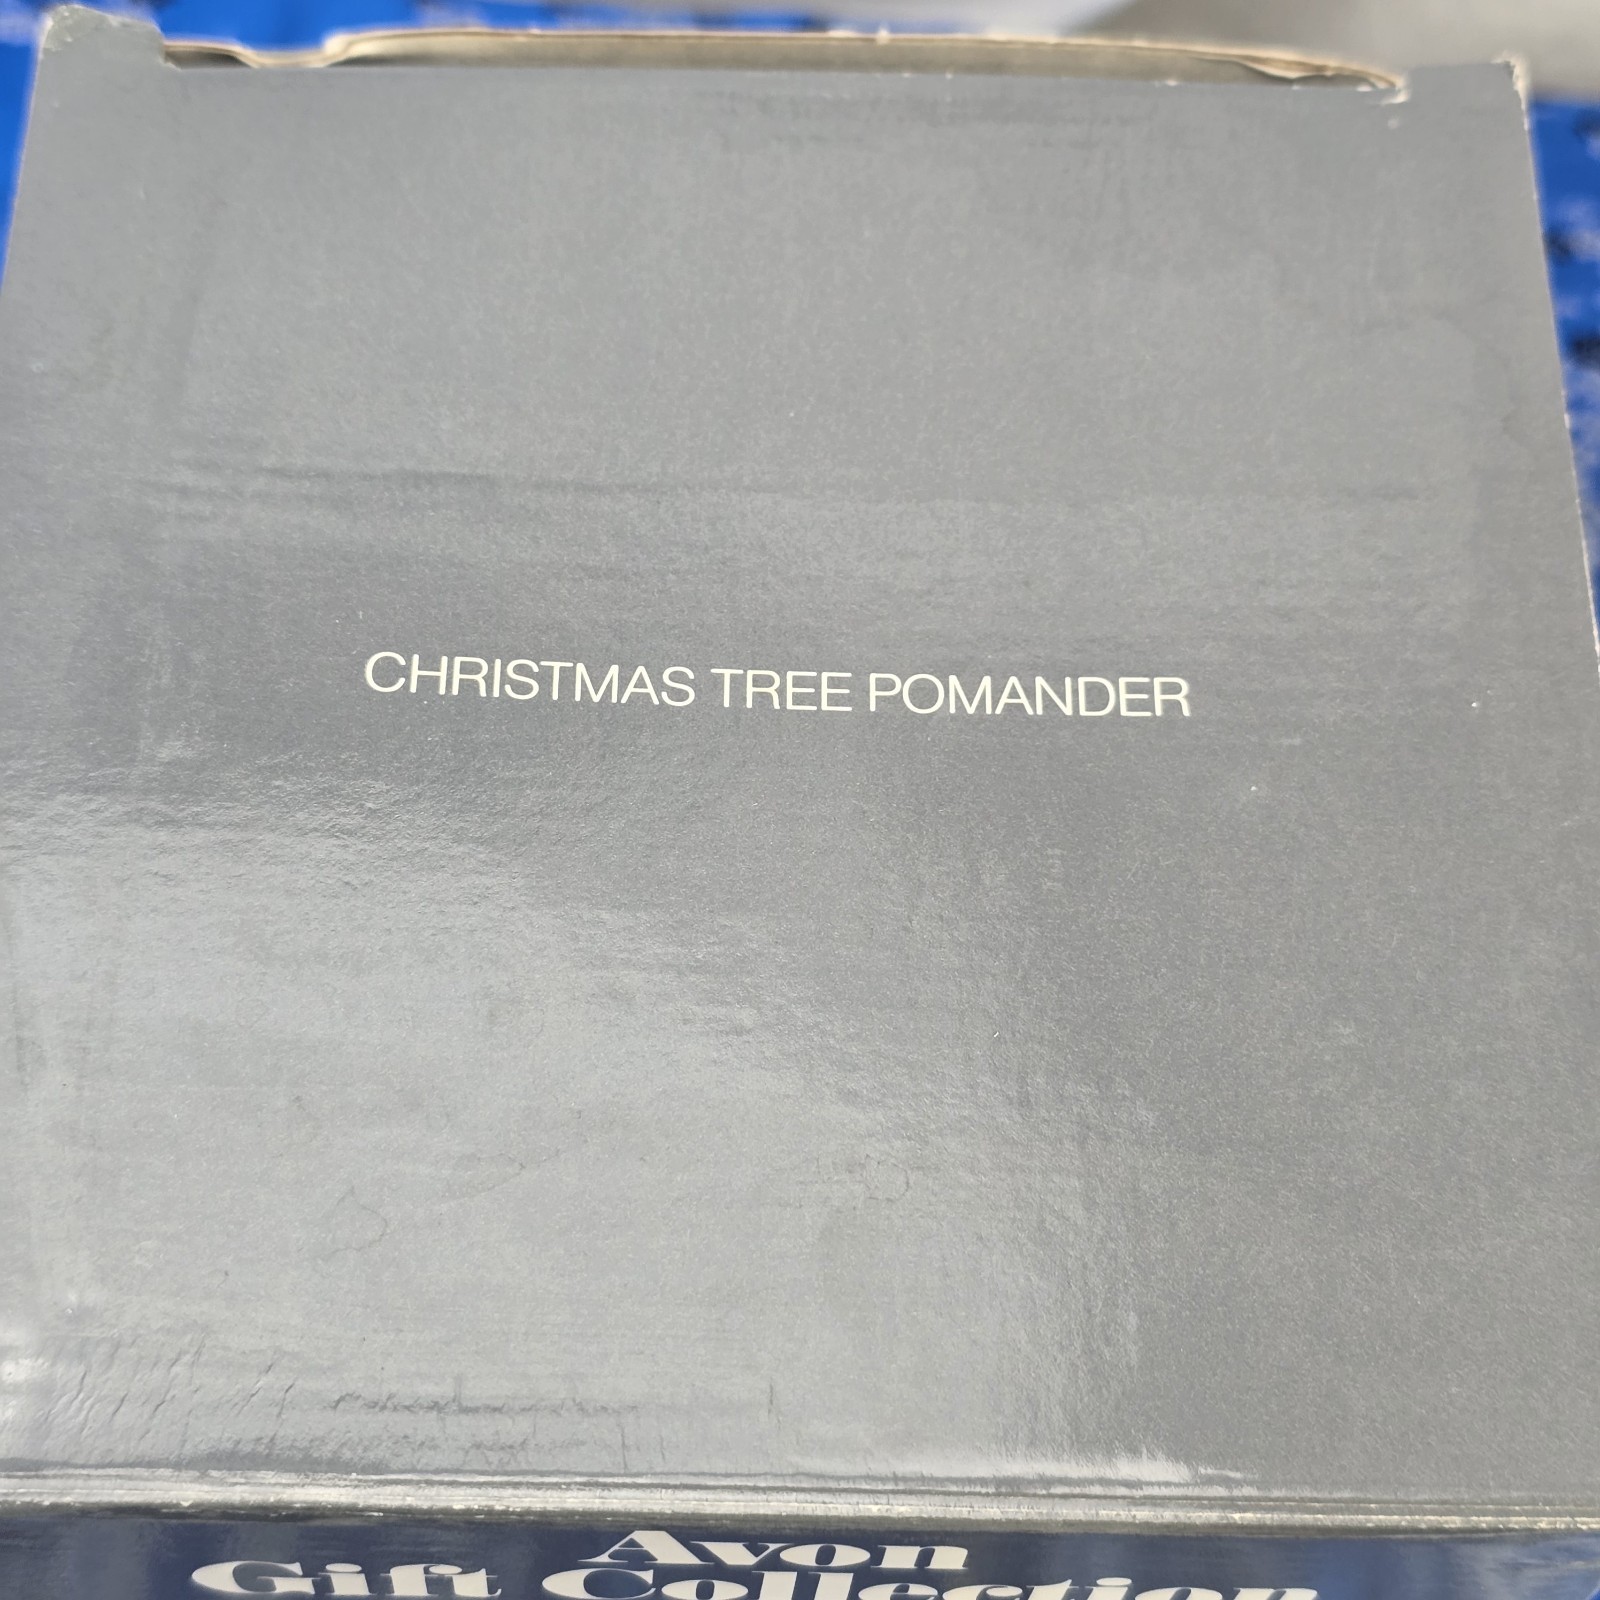 CHRISTMAS TREE POMANDER
Avon
Gift Collection